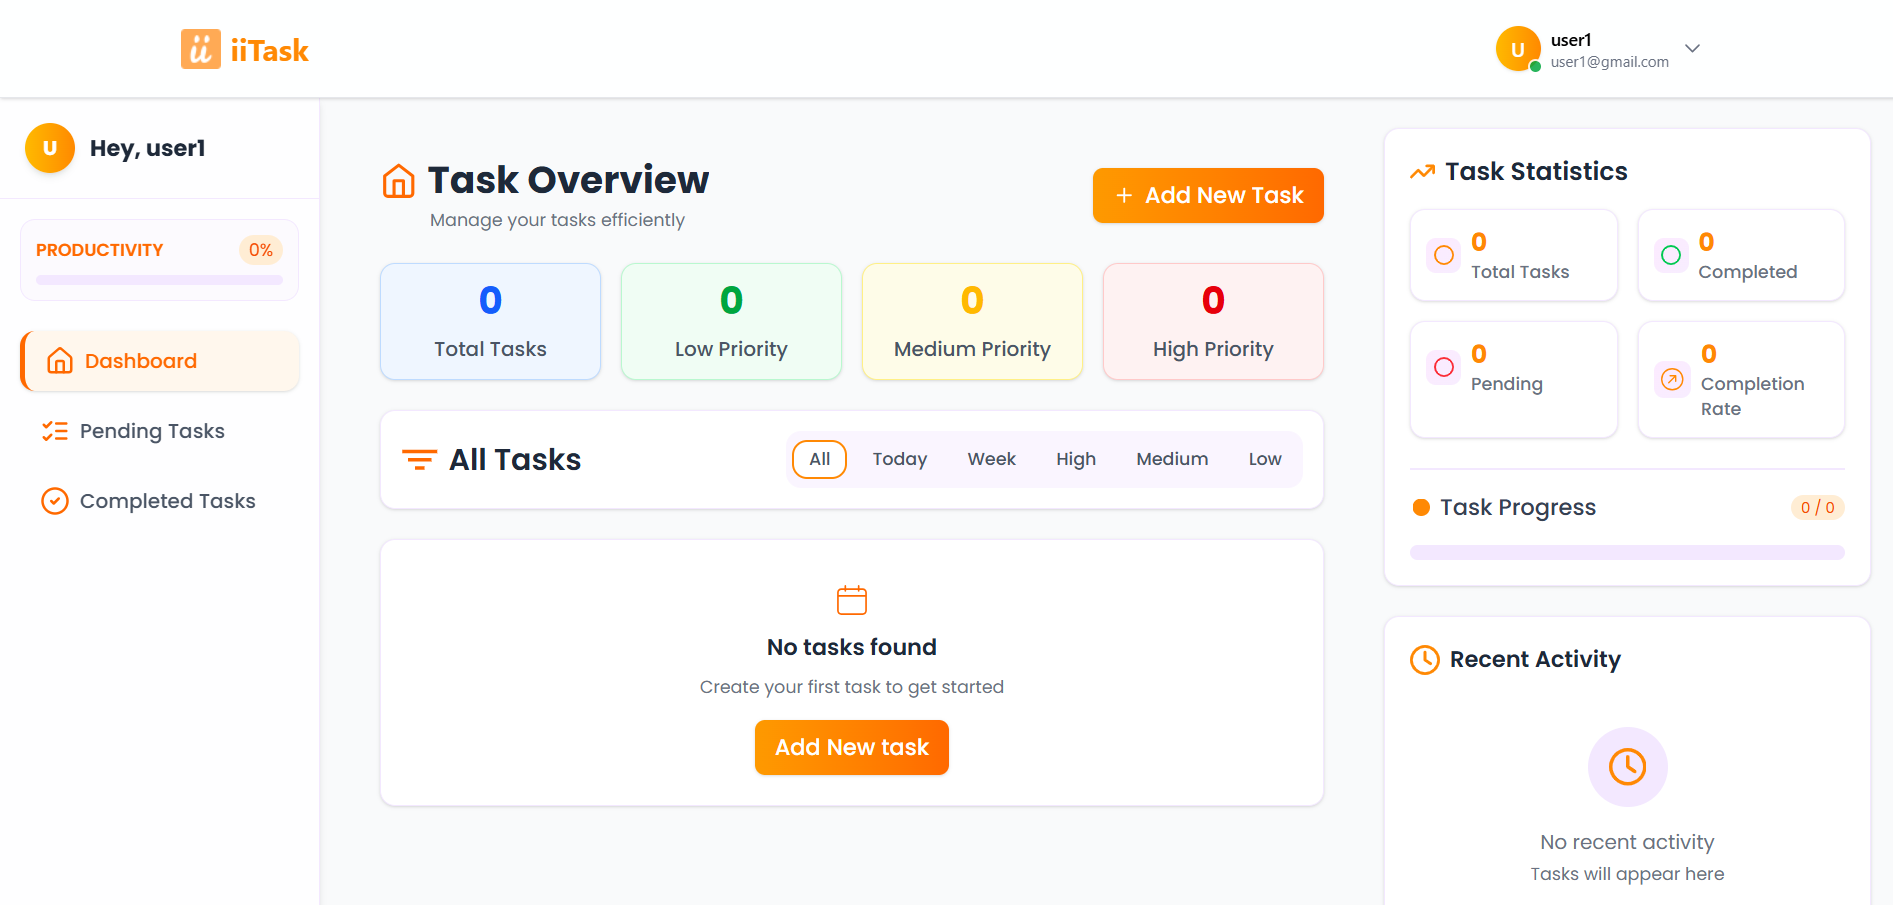 ii iiTask
U
user1
user1@gmail.com
U
Hey, user1
PRODUCTIVITY
0%
Dashboard
Pending Tasks
Completed Tasks
Task Overview
Manage your tasks efficiently
+ Add New Task
0
Total Tasks
0
Low Priority
0
Medium Priority
0
High Priority
All Tasks
All Today Week High Medium Low
No tasks found
Create your first task to get started
Add New task
Task Statistics
0
Total Tasks
0
Completed
0
Pending
0
Completion
Rate
Task Progress
0 / 0
Recent Activity
No recent activity
Tasks will appear here